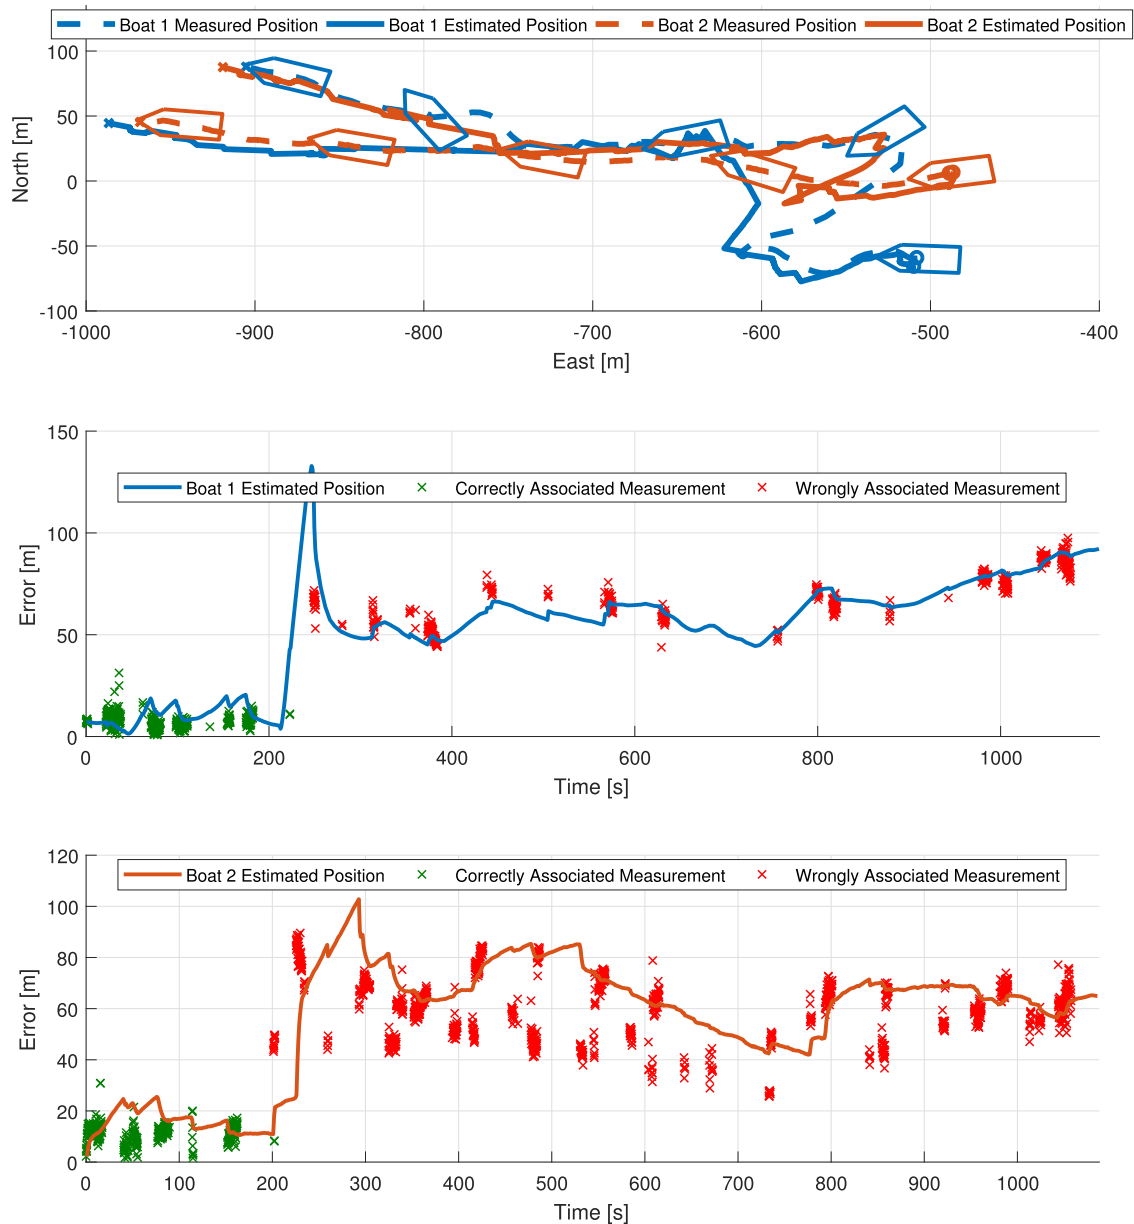 Boat 1 Measured Position Boat 1 Estimated Position Boat 2 Measured Position Boat 2 Estimated Position
100
50
0
-50
-100
North [m]
-1000 -900 -800 -700 -600 -500 -400
East [m]
150
100
50
0
Error [m]
Boat 1 Estimated Position Correctly Associated Measurement Wrongly Associated Measurement
0 200 400 600 800 1000
Time [s]
120
100
80
60
40
20
0
Error [m]
Boat 2 Estimated Position Correctly Associated Measurement Wrongly Associated Measurement
0 100 200 300 400 500 600 700 800 900 1000
Time [s]